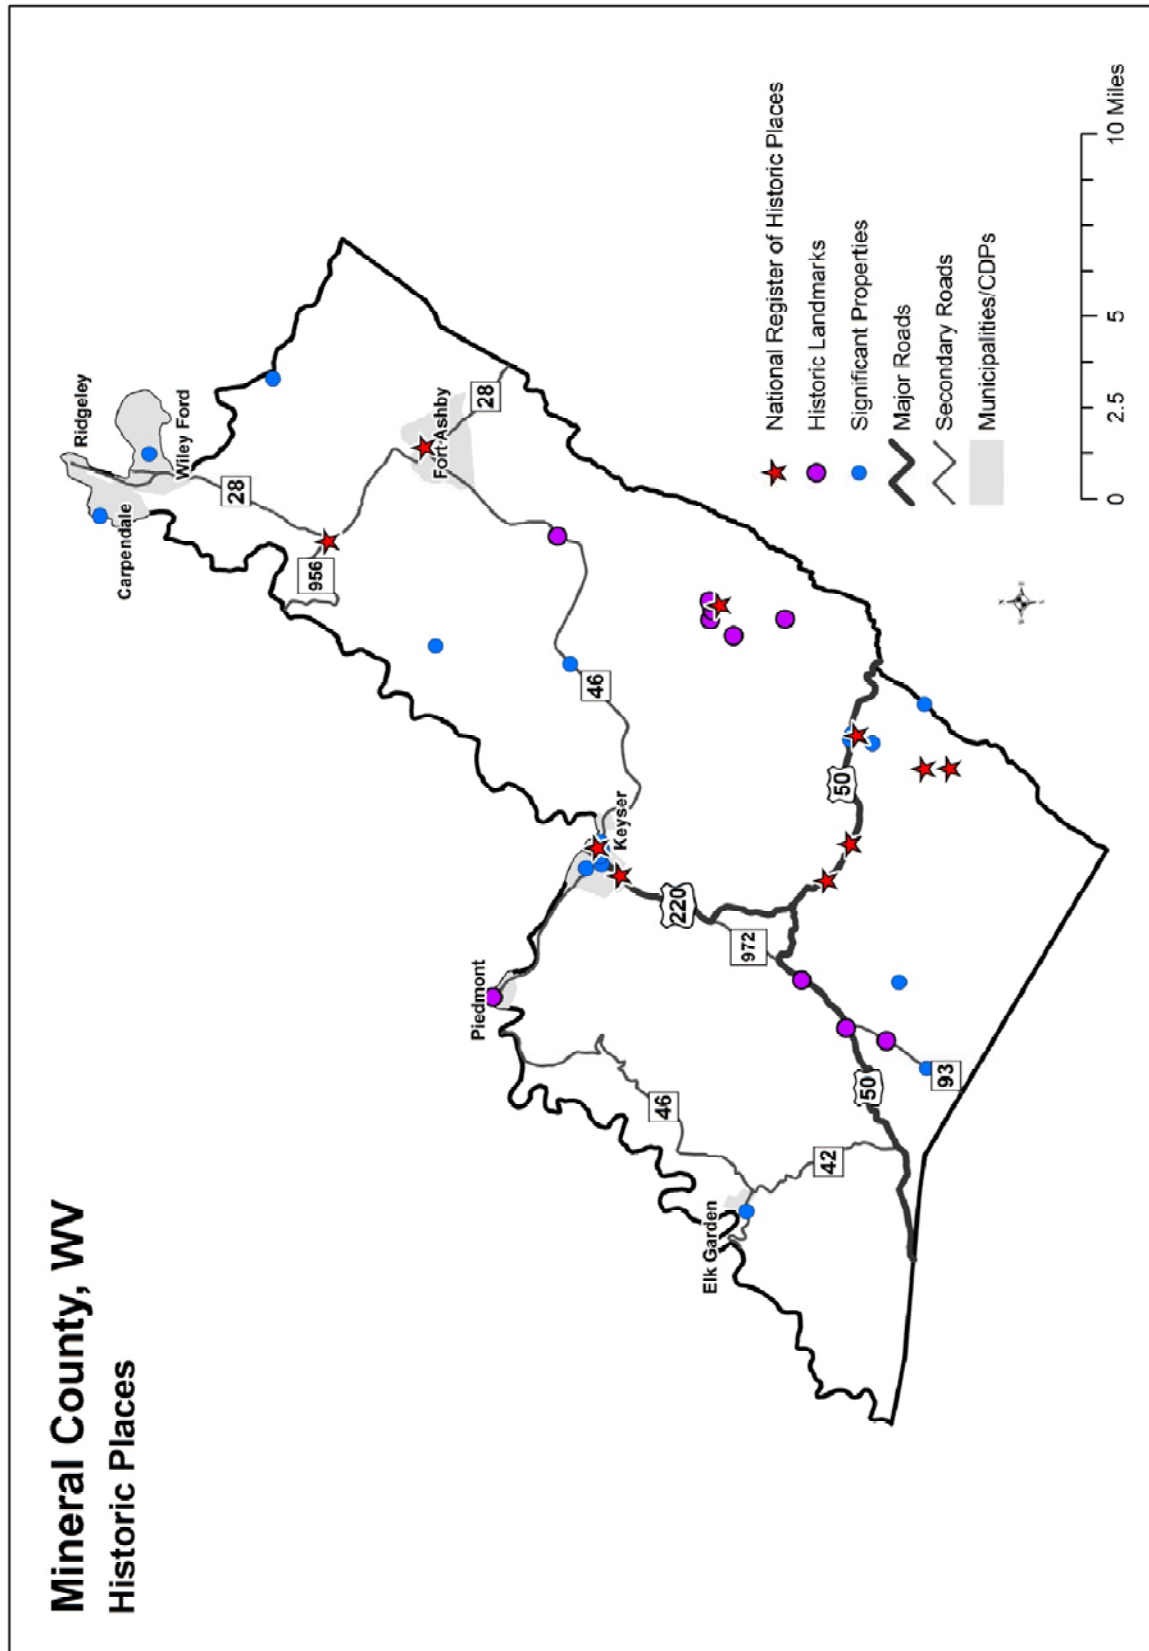 Mineral County, WV
Historic Places
Ridgeley
Carpendale
Wiley Ford
28
956
Fort Ashby
28
46
Keyser
Piedmont
220
972
50
46
Elk Garden
42
50
93
National Register of Historic Places
Historic Landmarks
Significant Properties
Major Roads
Secondary Roads
Municipalities/CDPs
0 2.5 5 10 Miles